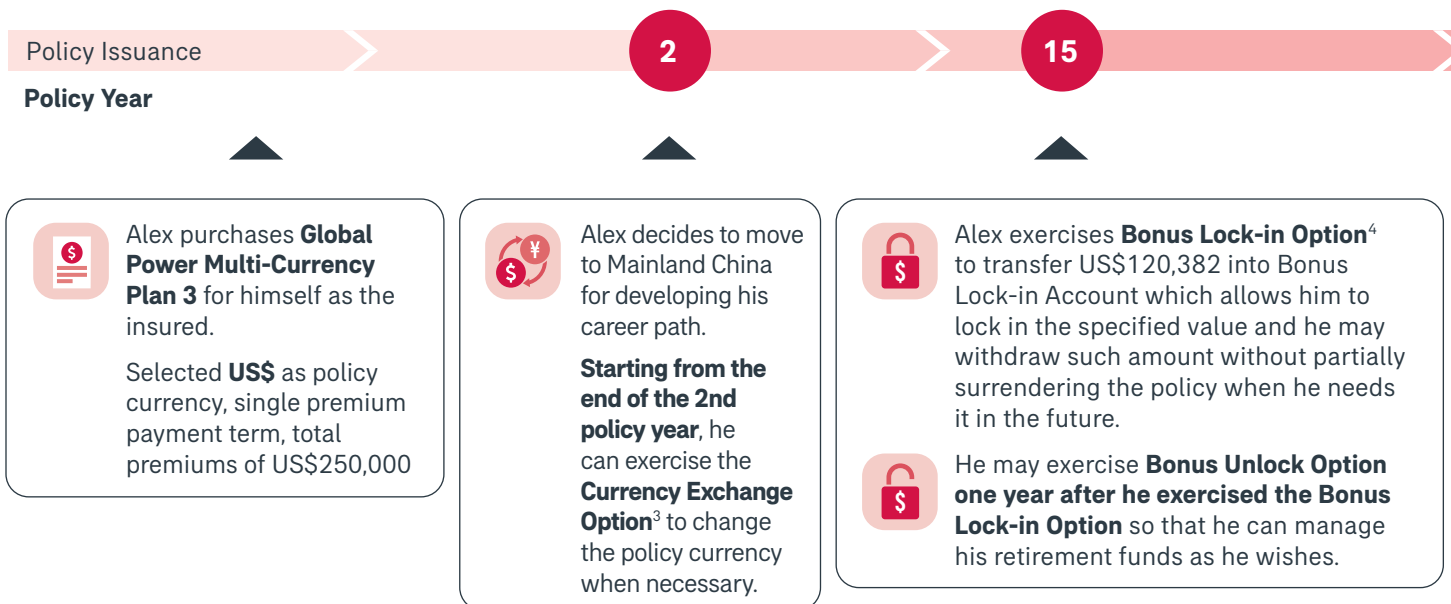 Policy Issuance
2
15
Policy Year
$
Alex purchases Global
Power Multi-Currency
Plan 3 for himself as the
insured.
Selected US$ as policy
currency, single premium
payment term, total
premiums of US$250,000
$ ¥
Alex decides to move
to Mainland China
for developing his
career path.
Starting from the
end of the 2nd
policy year, he
can exercise the
Currency Exchange
Option3 to change
the policy currency
when necessary.
$
Alex exercises Bonus Lock-in Option4
to transfer US$120,382 into Bonus
Lock-in Account which allows him to
lock in the specified value and he may
withdraw such amount without partially
surrendering the policy when he needs
it in the future.
$
He may exercise Bonus Unlock Option
one year after he exercised the Bonus
Lock-in Option so that he can manage
his retirement funds as he wishes.